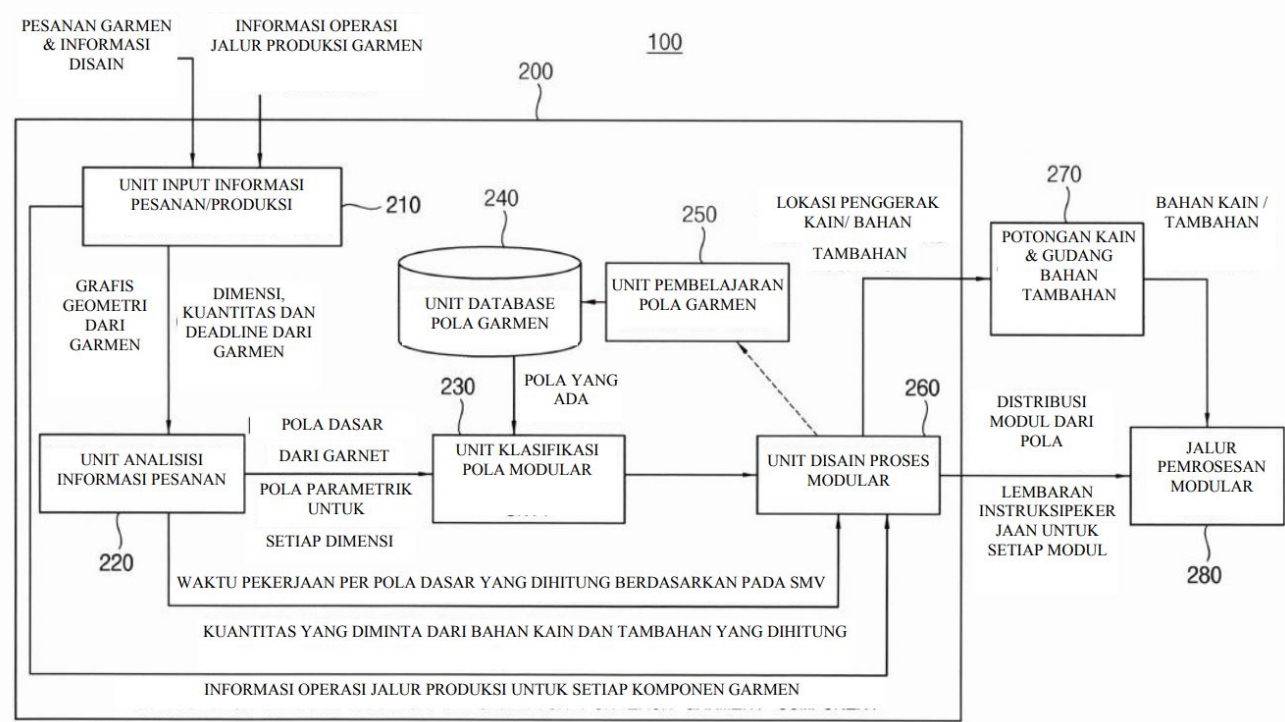 PESANAN GARMEN
& INFORMASI
DISAIN
INFORMASI OPERASI
JALUR PRODUKSI GARMEN
100
200
UNIT INPUT INFORMASI
PESANAN/PRODUKSI
210
240
250
LOKASI PENGGERAK
KAIN/ BAHAN
TAMBAHAN
270
BAHAN KAIN /
TAMBAHAN
POTONGAN KAIN
& GUDANG
BAHAN
TAMBAHAN
GRAFIS
GEOMETRI
DARI
GARMEN
DIMENSI,
KUANTITAS DAN
DEADLINE DARI
GARMEN
UNIT DATABASE
POLA GARMEN
UNIT PEMBELAJARAN
POLA GARMEN
POLA YANG
ADA
230
260
POLA DASAR
DARI GARNET
POLA PARAMETRIK
UNTUK
SETIAP DIMENSI
UNIT ANALISISI
INFORMASI PESANAN
220
UNIT KLASIFIKASI
POLA MODULAR
UNIT DISAIN PROSES
MODULAR
DISTRIBUSI
MODUL DARI
POLA
LEMBARAN
INSTRUKSIPEKER
JAAN UNTUK
SETIAP MODUL
JALUR
PEMROSESAN
MODULAR
280
WAKTU PEKERJAAN PER POLA DASAR YANG DIHITUNG BERDASARKAN PADA SMV
KUANTITAS YANG DIMINTA DARI BAHAN KAIN DAN TAMBAHAN YANG DIHITUNG
INFORMASI OPERASI JALUR PRODUKSI UNTUK SETIAP KOMPONEN GARMEN